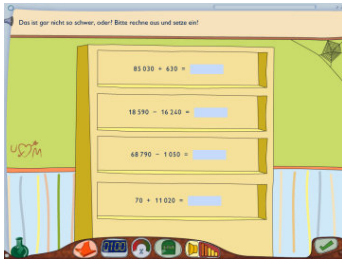 Das ist gar nicht so schwer, oder? Bitte rechne aus und setze ein!
85 030 + 630 =
18 590 - 16 240 =
68 790 - 1 050 =
70 + 11 020 =